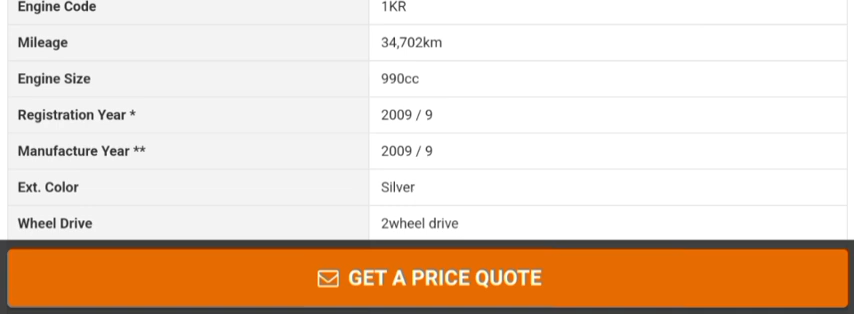 Engine Code 1KR
Mileage 34,702km
Engine Size 990cc
Registration Year * 2009 / 9
Manufacture Year ** 2009 / 9
Ext. Color Silver
Wheel Drive 2wheel drive
GET A PRICE QUOTE